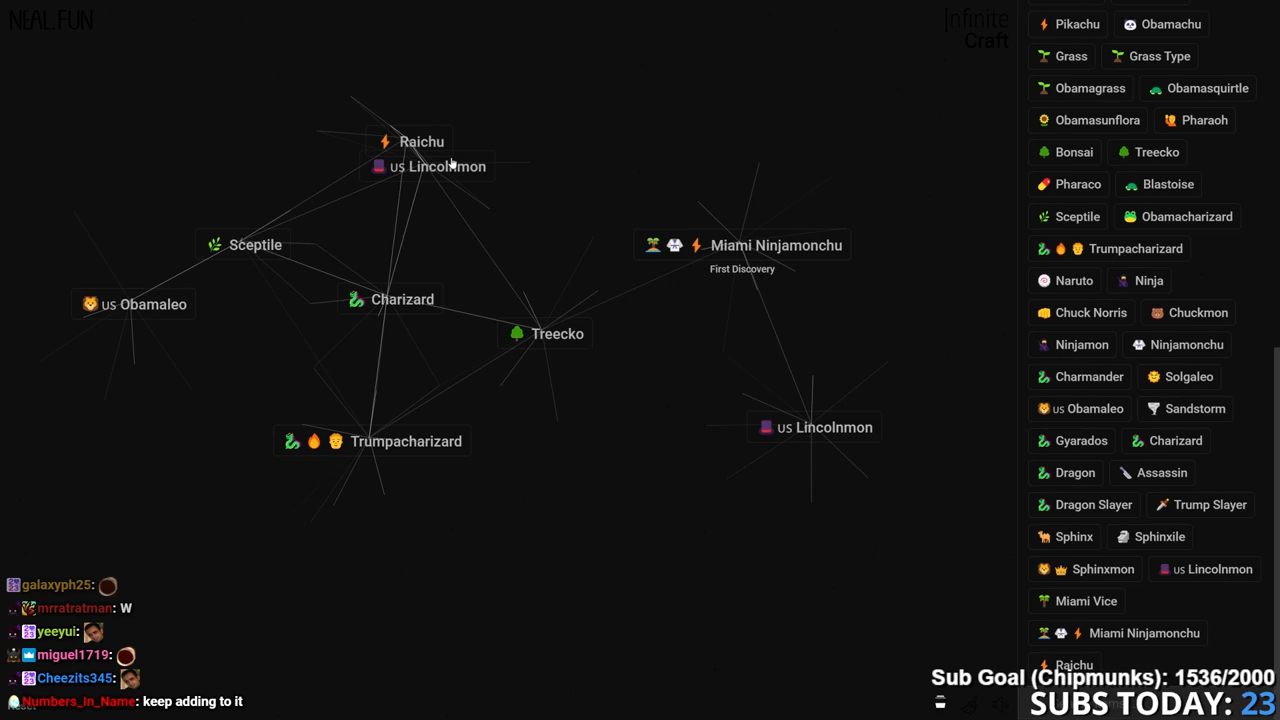 NEAL.FUN
Infinite
Craft
Raichu
US Lincolnmon
Sceptile
Miami Ninjamonchu
First Discovery
US Obamaleo
Charizard
Treecko
Trumpacharizard
US Lincolnmon
Pikachu Obamachu
Grass Grass Type
Obamagrass Obamasquirtle
Obamasunflora Pharaoh
Bonsai Treecko
Pharaco Blastoise
Sceptile Obamacharizard
Trumpacharizard
Naruto Ninja
Chuck Norris Chuckmon
Ninjamon Ninjamonchu
Charmander Solgaleo
US Obamaleo Sandstorm
Gyarados Charizard
Dragon Assassin
Dragon Slayer Trump Slayer
Sphinx Sphinxile
Sphinxmon US Lincolnmon
Miami Vice
Miami Ninjamonchu
Raichu
galaxyph25:
mrratratman: W
yeeyui:
miguel1719:
Cheezits345:
Numbers_In_Name: keep adding to it
Sub Goal (Chipmunks): 1536/2000
SUBS TODAY: 23